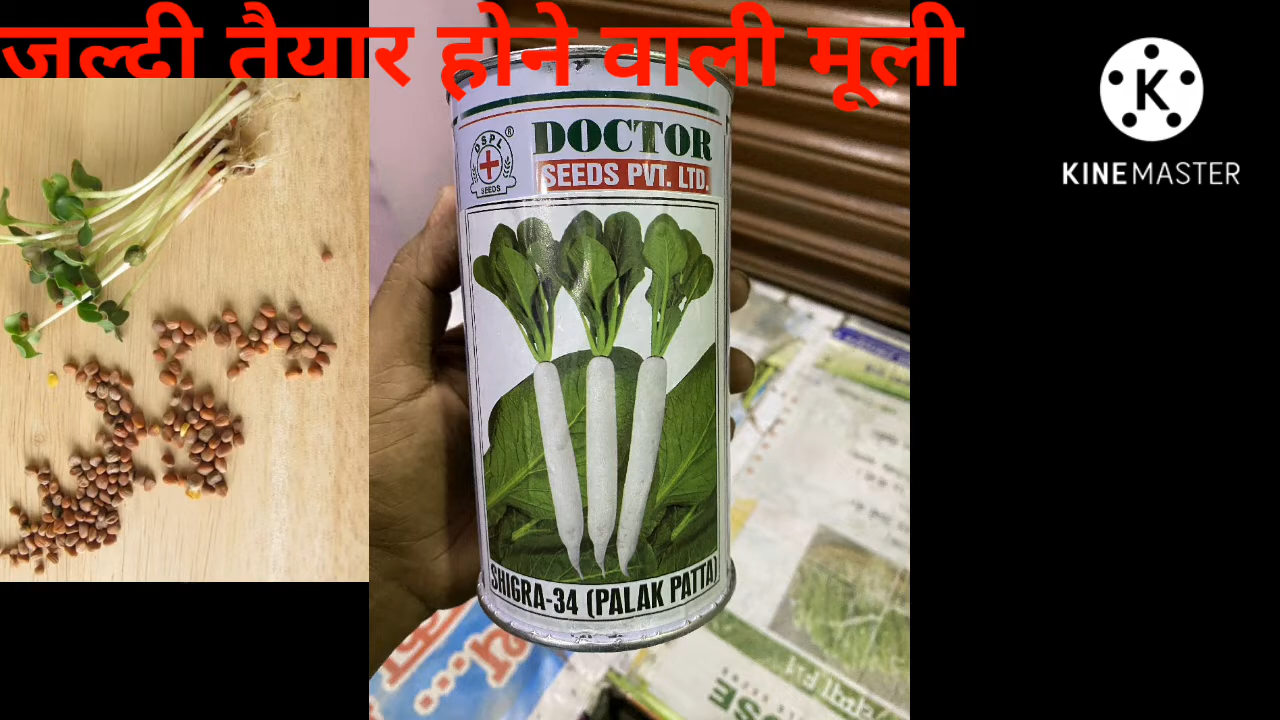 जल्दी तैयार होने वाली मूली
K
KINEMASTER
DSPL
®
SEEDS
DOCTOR
SEEDS PVT. LTD.
SHIGRA-34 (PALAK PATTA)